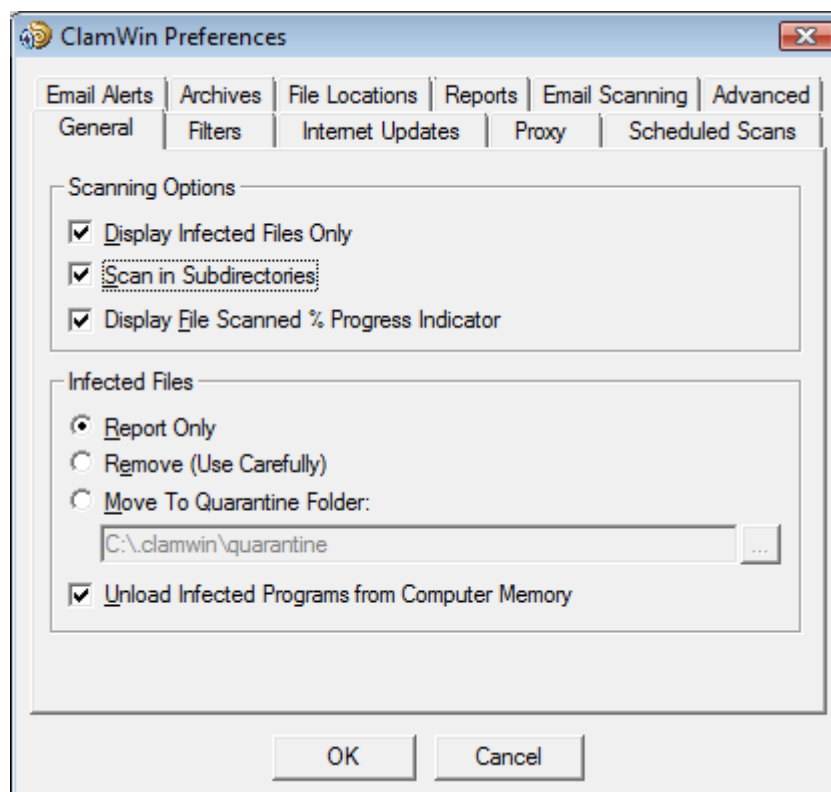 ClamWin Preferences
Email Alerts Archives File Locations Reports Email Scanning Advanced
General Filters Internet Updates Proxy Scheduled Scans
Scanning Options
Display Infected Files Only
Scan in Subdirectories
Display File Scanned % Progress Indicator
Infected Files
Report Only
Remove (Use Carefully)
Move To Quarantine Folder:
C:\.clamwin\quarantine
...
Unload Infected Programs from Computer Memory
OK Cancel